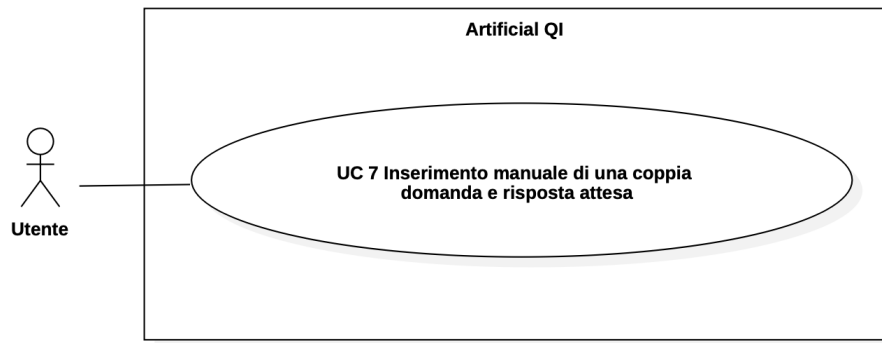 Artificial QI
UC 7 Inserimento manuale di una coppia
domanda e risposta attesa
Utente